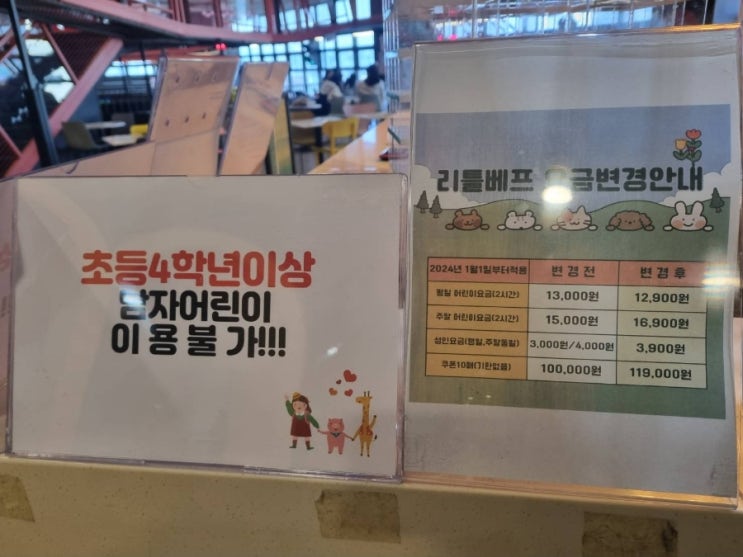 초등4학년이상
남자어린이
이용불가!!!
리틀베프 요금변경안내
2024년 1월1일부터적용 변경전 변경후
평일 어린이요금(2시간) 13,000원 12,900원
주말 어린이요금(2시간) 15,000원 16,900원
성인요금(평일,주말동일) 3,000원/4,000원 3,900원
쿠폰10매(기한없음) 100,000원 119,000원